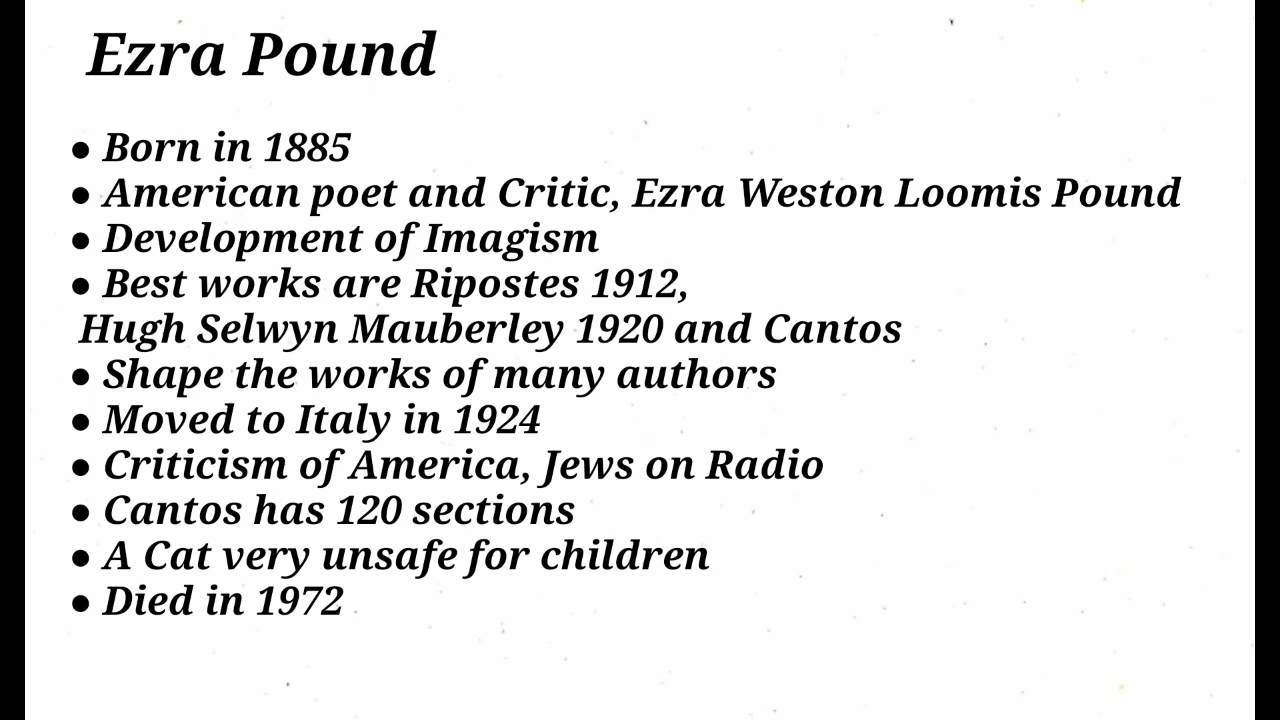 Ezra Pound
● Born in 1885
● American poet and Critic, Ezra Weston Loomis Pound
● Development of Imagism
● Best works are Ripostes 1912,
Hugh Selwyn Mauberley 1920 and Cantos
● Shape the works of many authors
● Moved to Italy in 1924
● Criticism of America, Jews on Radio
● Cantos has 120 sections
● A Cat very unsafe for children
● Died in 1972